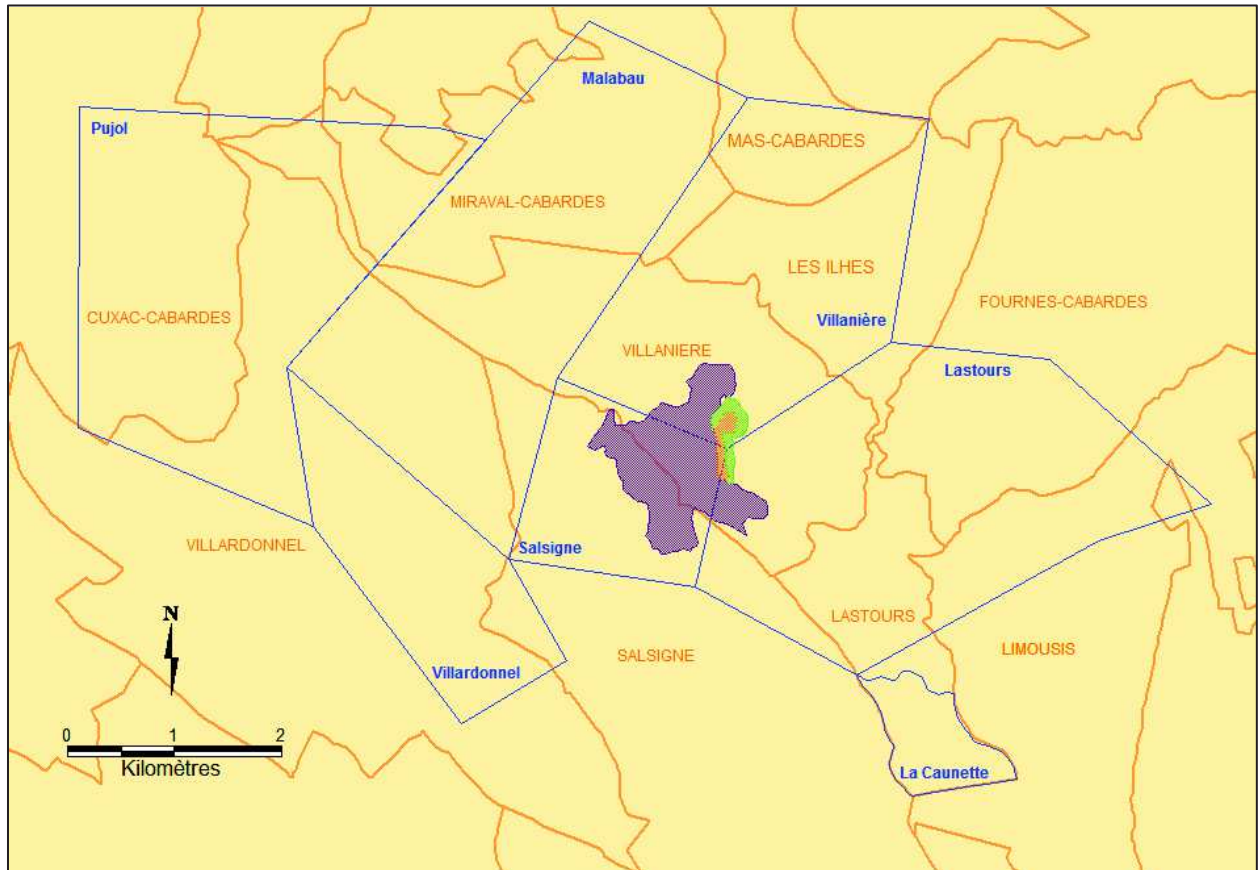 Malabau
Pujol
MAS-CABARDES
MIRAVAL-CABARDES
LES ILHES
FOURNES-CABARDES
CUXAC-CABARDES
Villanière
VILLANIERE
Lastours
VILLARDONNEL
Salsigne
N
LASTOURS
SALSIGNE
LIMOUSIS
Villardonnel
0 1 2
Kilomètres
La Caunette